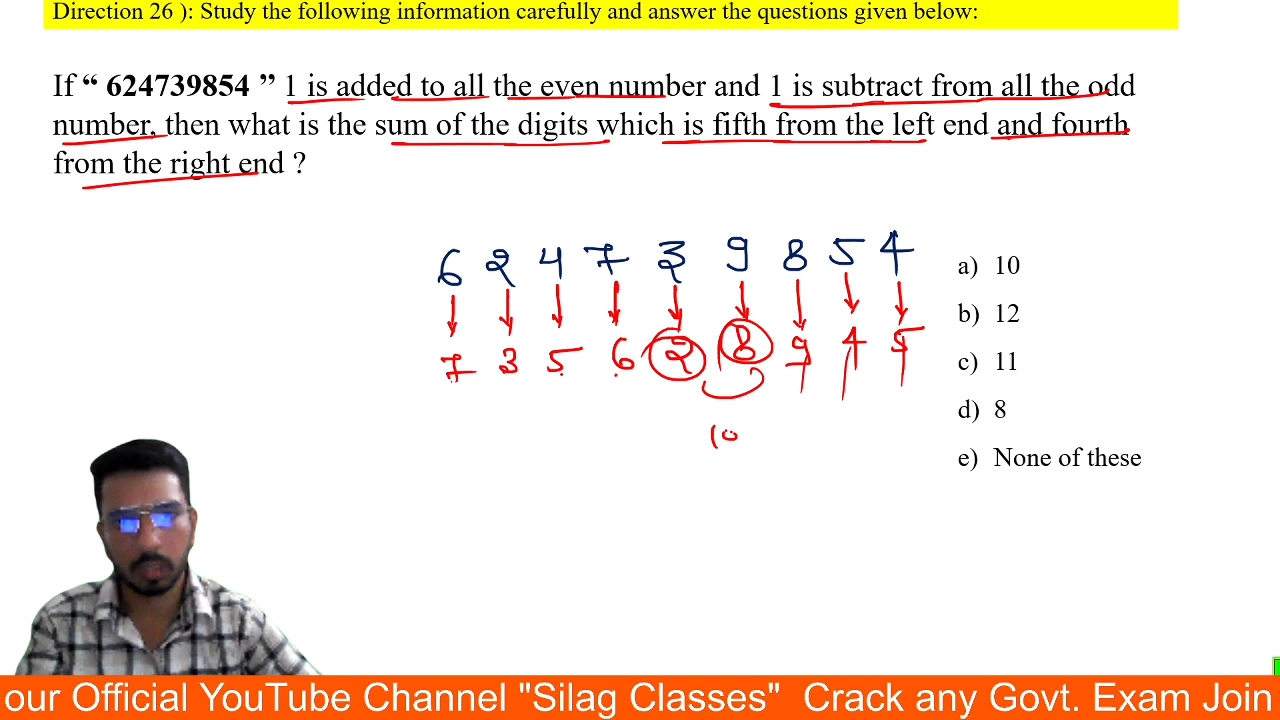 Direction 26 ): Study the following information carefully and answer the questions given below:
If “ 624739854 ” 1 is added to all the even number and 1 is subtract from all the odd
number, then what is the sum of the digits which is fifth from the left end and fourth
from the right end ?
6 2 4 7 3 9 8 5 4
7 3 5 6 2 8 9 4 5
10
a) 10
b) 12
c) 11
d) 8
e) None of these
our Official YouTube Channel "Silag Classes" Crack any Govt. Exam Join